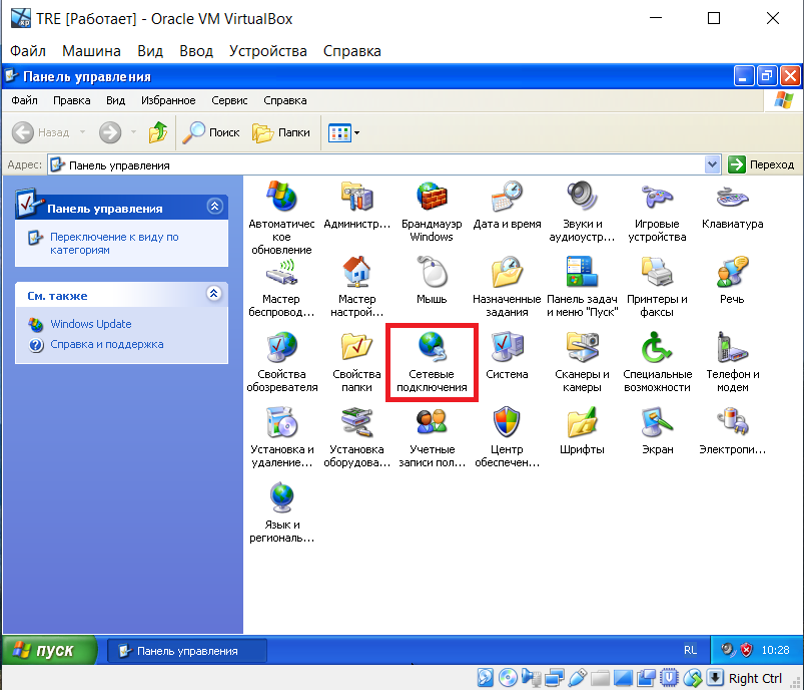 TRE [Работает] - Oracle VM VirtualBox
Файл Машина Вид Ввод Устройства Справка
Панель управления
Файл Правка Вид Избранное Сервис Справка
Назад Поиск Папки
Адрес: Панель управления Переход
Панель управления
Переключение к виду по
категориям
См. также
Windows Update
Справка и поддержка
Автоматичес
кое
обновление
Администр...
Брандмауэр
Windows
Дата и время
Звуки и
аудиоустр...
Игровые
устройства
Клавиатура
Мастер
беспровод...
Мастер
настрой...
Мышь
Назначенные
задания
Панель задач
и меню "Пуск"
Принтеры и
факсы
Речь
Свойства
обозревателя
Свойства
папки
Сетевые
подключения
Система
Сканеры и
камеры
Специальные
возможности
Телефон и
модем
Установка и
удаление...
Установка
оборудова...
Учетные
записи пол...
Центр
обеспечен...
Шрифты
Экран
Электропи...
Язык и
региональ...
пуск Панель управления RL 10:28
Right Ctrl